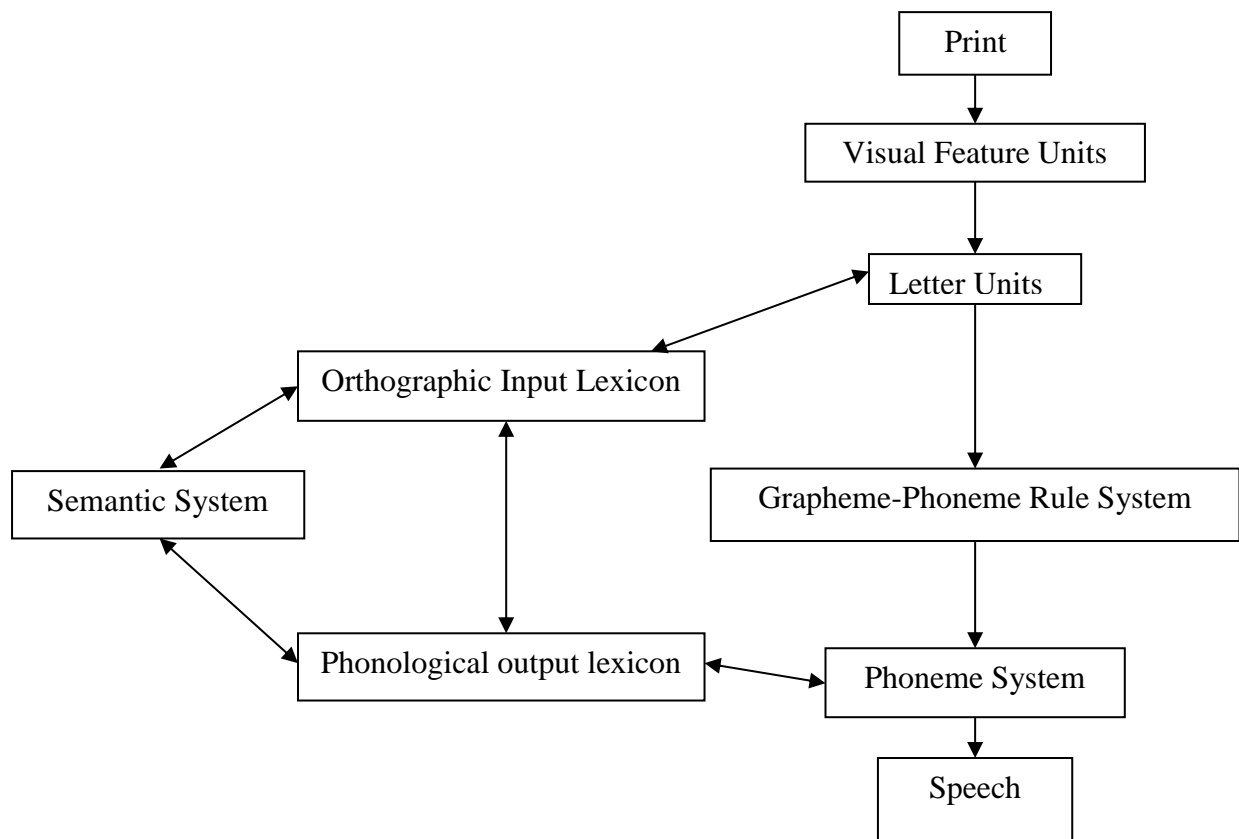 Print
Visual Feature Units
Letter Units
Orthographic Input Lexicon
Semantic System
Grapheme-Phoneme Rule System
Phonological output lexicon
Phoneme System
Speech